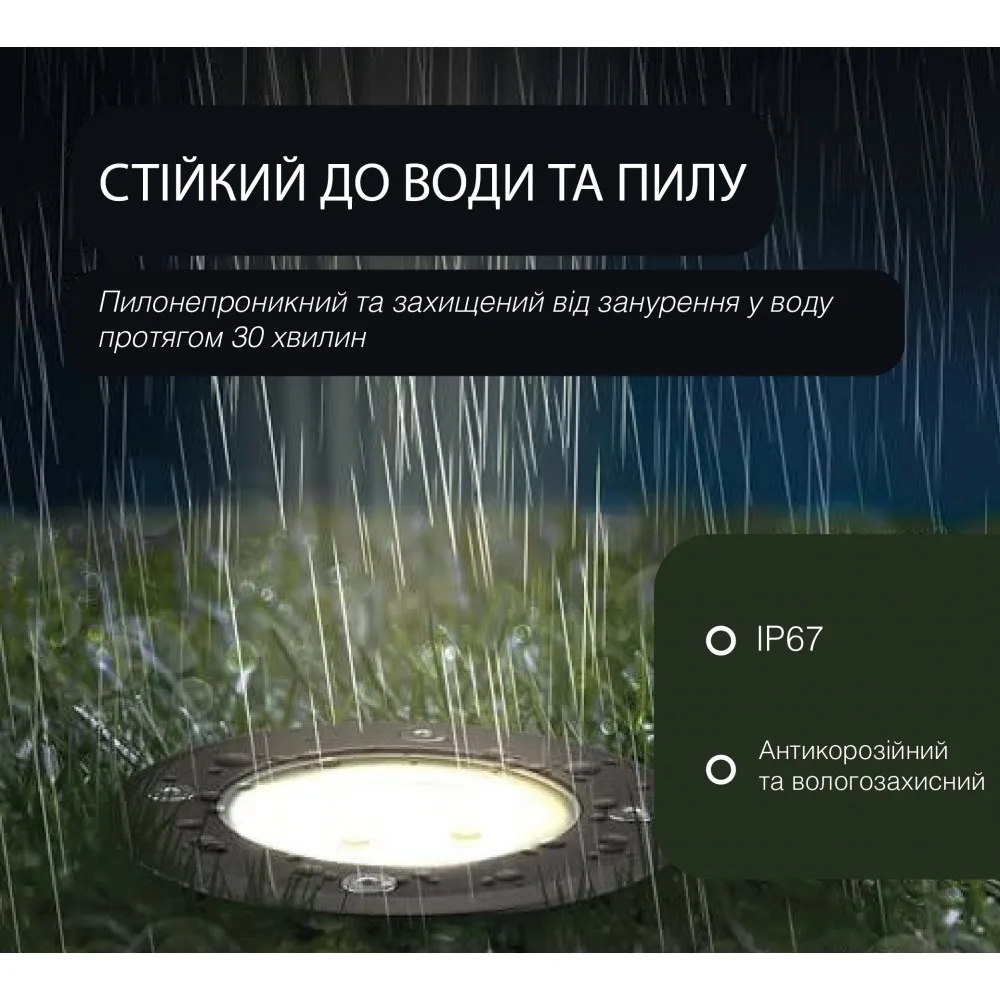 СТІЙКИЙ ДО ВОДИ ТА ПИЛУ
Пилонепроникний та захищений від занурення у воду
протягом 30 хвилин
IP67
Антикорозійний
та вологозахисний